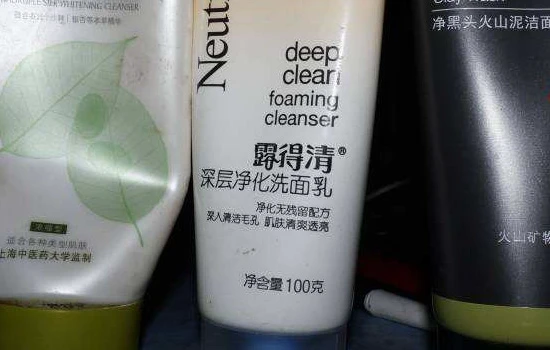 WHITENING CLEANSER
适合各种类型肌肤
上海中医药大学监制
Neut
deep
clean
foaming
cleanser
露得清®
深层净化洗面乳
净化无残留配方
深入清洁毛孔 肌肤清爽透亮
净含量100克
净黑头火山泥洁面
火山矿物